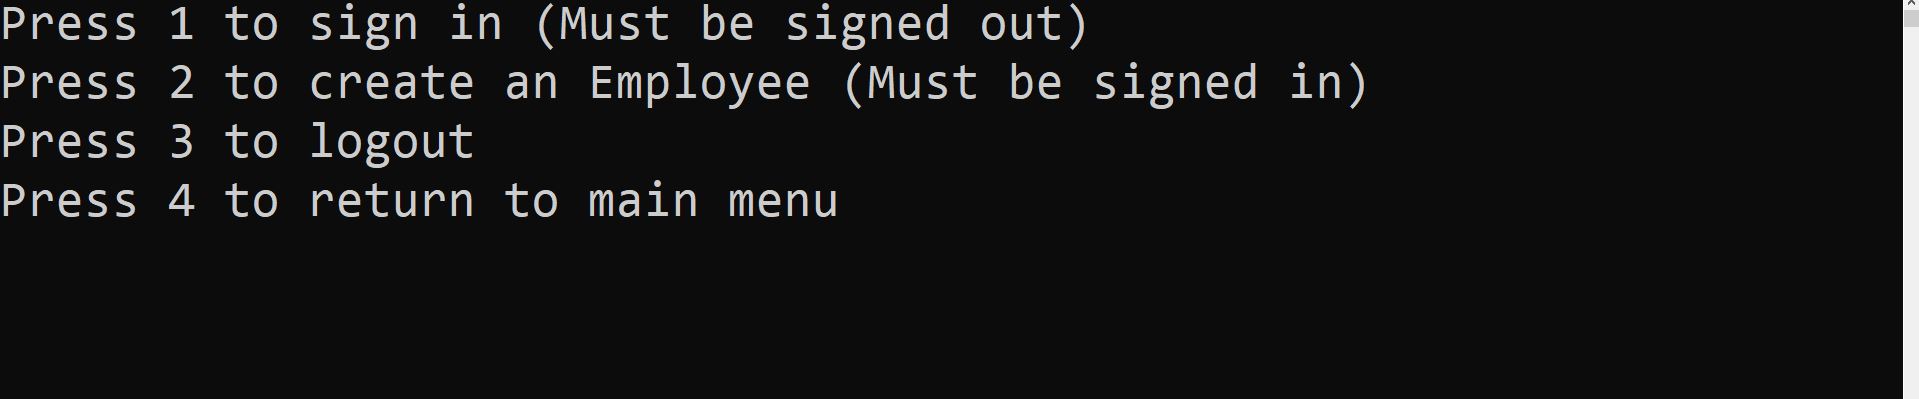 Press 1 to sign in (Must be signed out)
Press 2 to create an Employee (Must be signed in)
Press 3 to logout
Press 4 to return to main menu